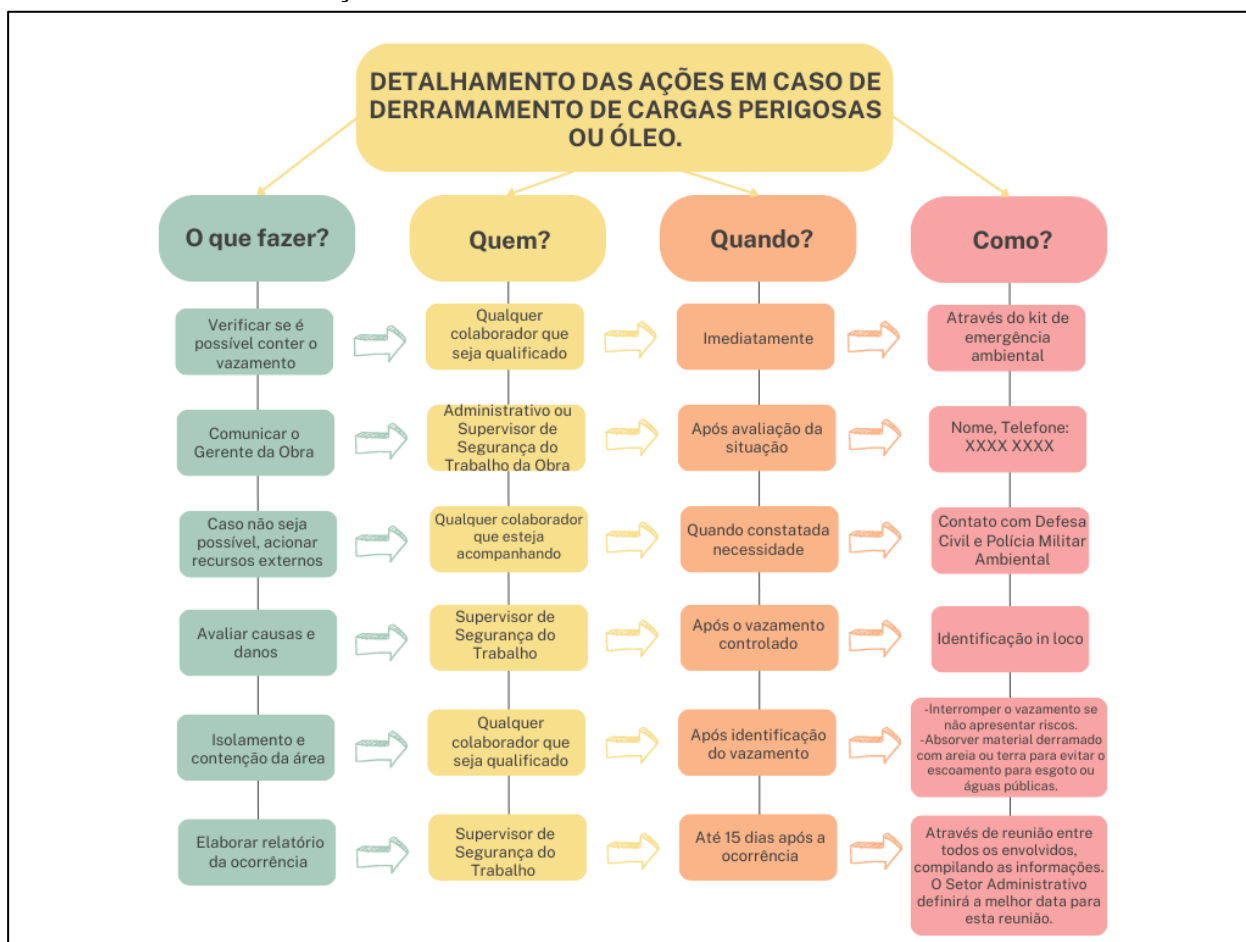 DETALHAMENTO DAS AÇÕES EM CASO DE
DERRAMAMENTO DE CARGAS PERIGOSAS
OU ÓLEO.
O que fazer?
Quem?
Quando?
Como?
Verificar se é
possível conter o
vazamento
Qualquer
colaborador que
seja qualificado
Imediatamente
Através do kit de
emergência
ambiental
Comunicar o
Gerente da Obra
Administrativo ou
Supervisor de
Segurança do
Trabalho da Obra
Após avaliação da
situação
Nome, Telefone:
XXXX XXXX
Caso não seja
possível, acionar
recursos externos
Qualquer colaborador
que esteja
acompanhando
Quando constatada
necessidade
Contato com Defesa
Civil e Polícia Militar
Ambiental
Avaliar causas e
danos
Supervisor de
Segurança do
Trabalho
Após o vazamento
controlado
Identificação in loco
Isolamento e
contenção da área
Qualquer
colaborador que
seja qualificado
Após identificação
do vazamento
-Interromper o vazamento se
não apresentar riscos.
-Absorver material derramado
com areia ou terra para evitar o
escoamento para esgoto ou
águas públicas.
Elaborar relatório
da ocorrência
Supervisor de
Segurança do
Trabalho
Até 15 dias após a
ocorrência
Através de reunião entre
todos os envolvidos,
compilando as informações.
O Setor Administrativo
definirá a melhor data para
esta reunião.